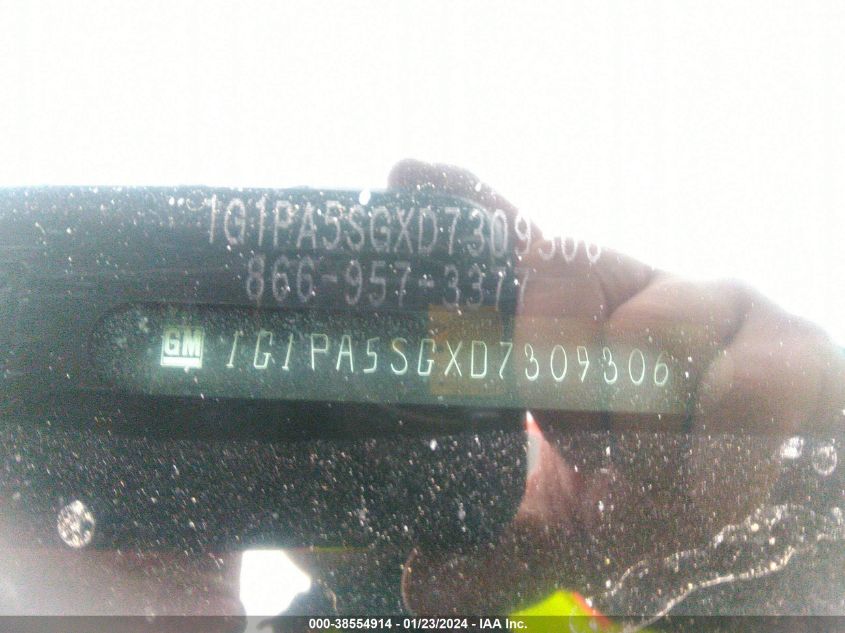 1G1PA5SGXD7309306
866-957-3377
GM 1G1PA5SGXD7309306
000-38554914 - 01/23/2024 - IAA Inc.